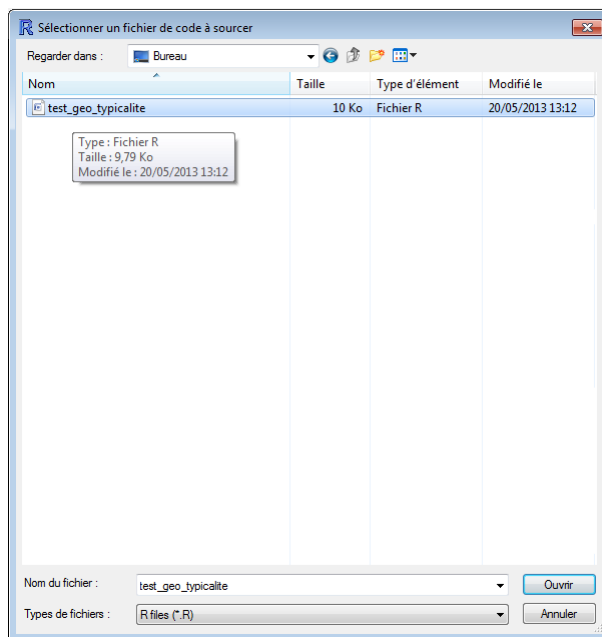 Sélectionner un fichier de code à sourcer
Regarder dans : Bureau
Nom Taille Type d'élément Modifié le
test_geo_typicalite 10 Ko Fichier R 20/05/2013 13:12
Type : Fichier R
Taille : 9,79 Ko
Modifié le : 20/05/2013 13:12
Nom du fichier : test_geo_typicalite Ouvrir
Types de fichiers : R files (*.R) Annuler